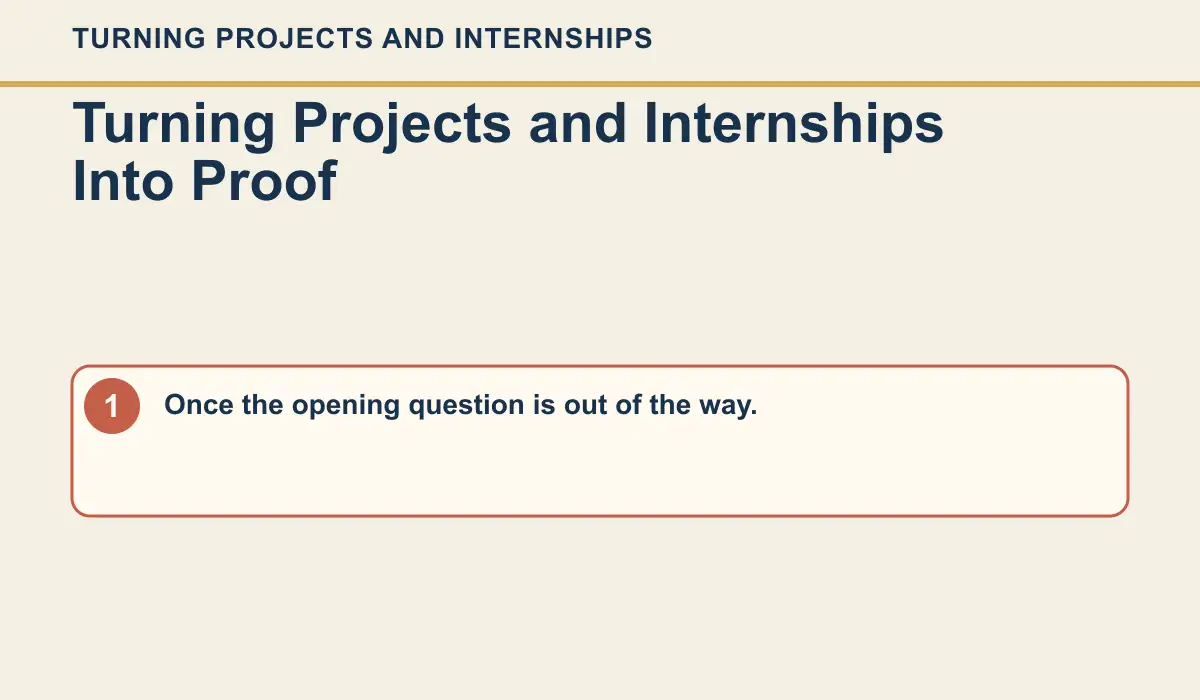 TURNING PROJECTS AND INTERNSHIPS
Turning Projects and Internships
Into Proof
1
Once the opening question is out of the way.